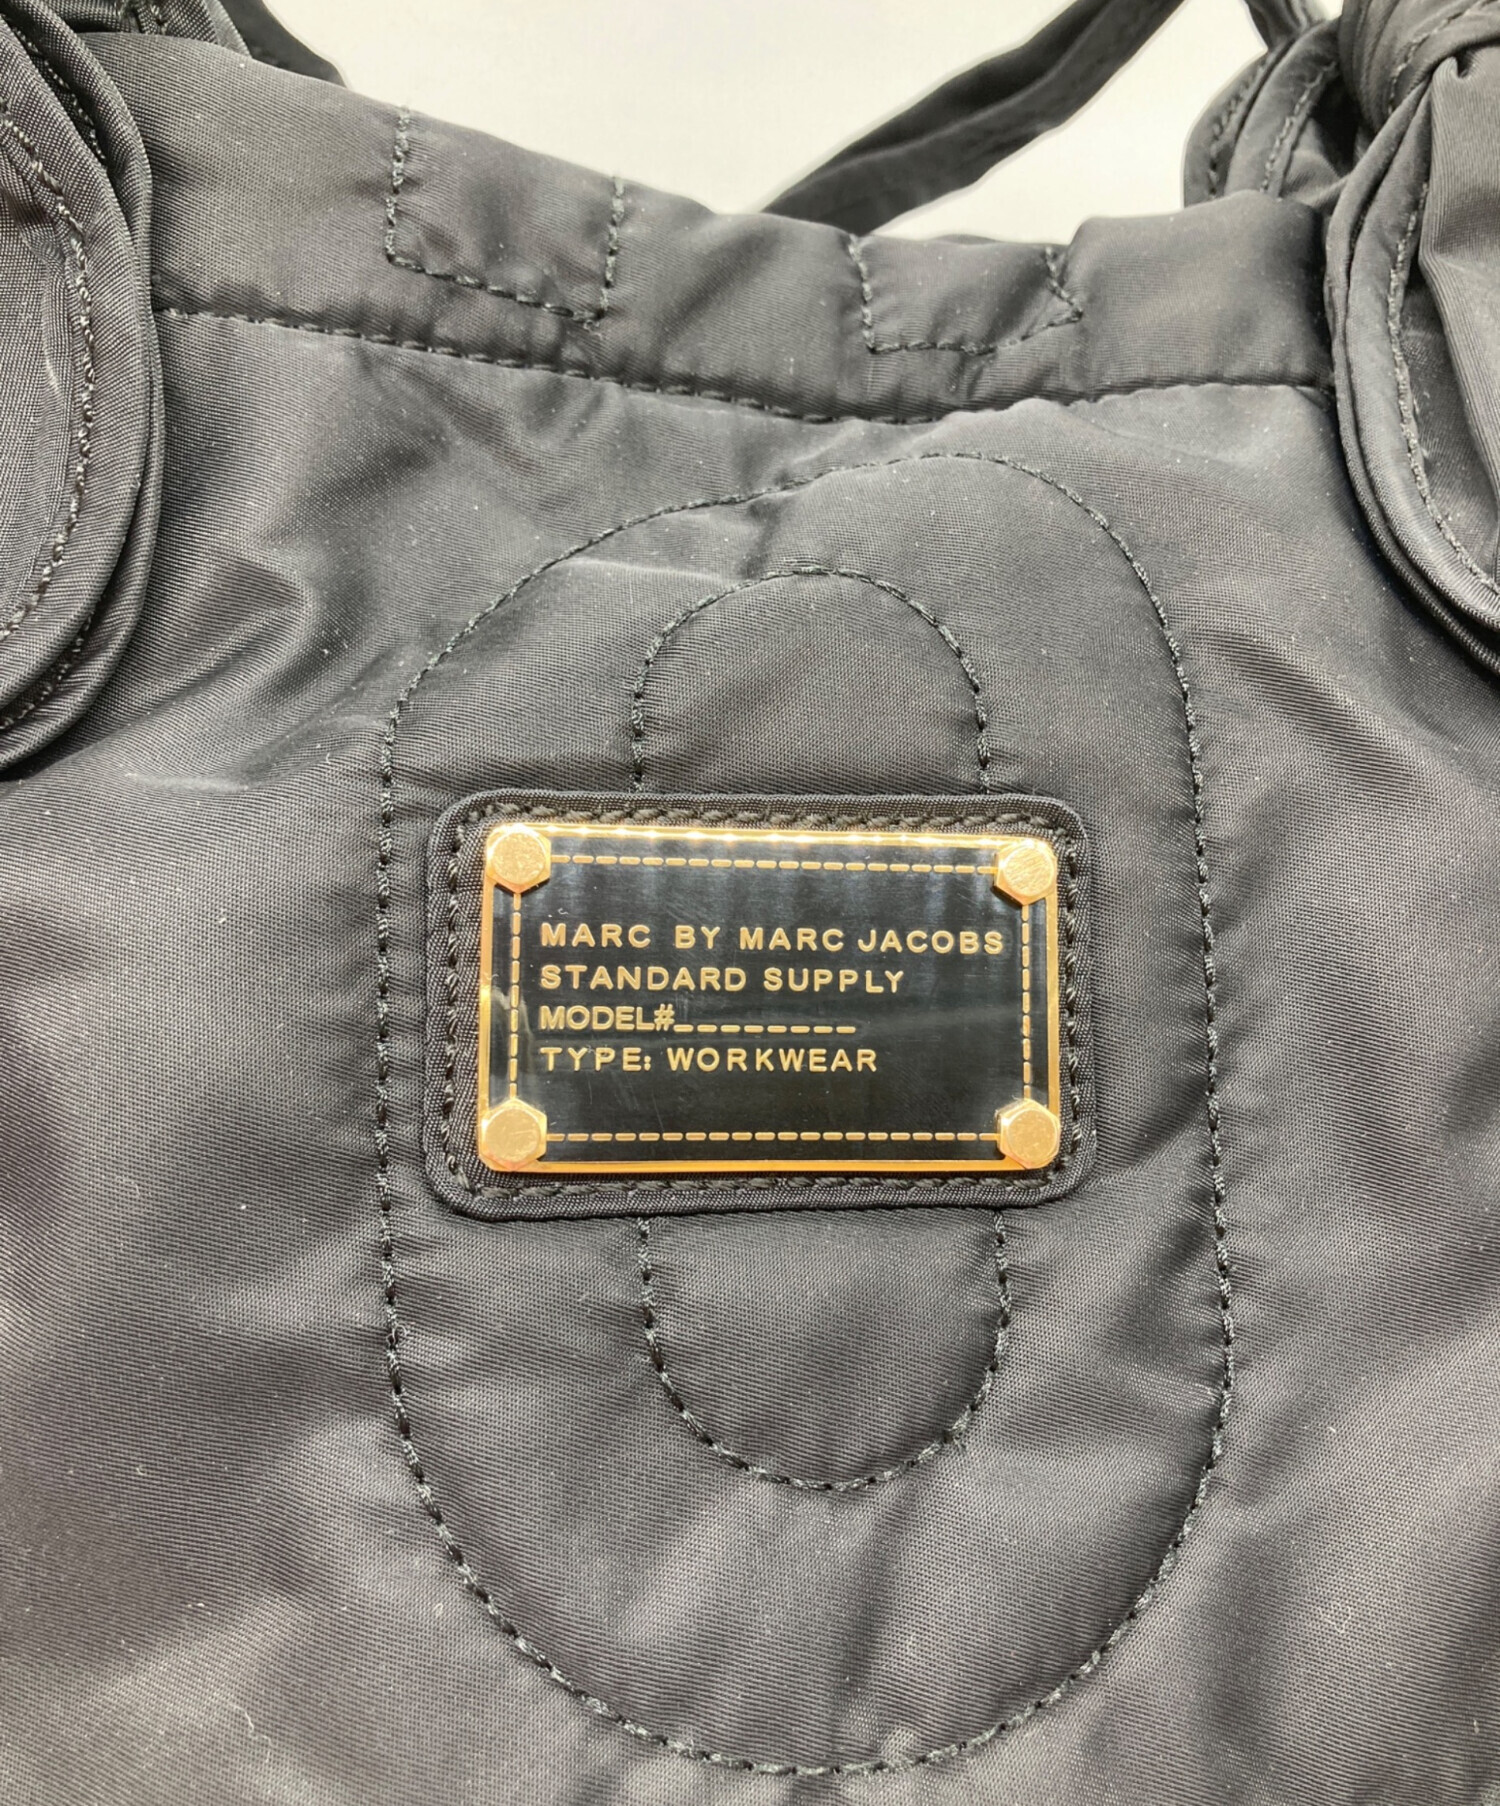 MARC BY MARC JACOBS
STANDARD SUPPLY
MODEL#________
TYPE: WORKWEAR